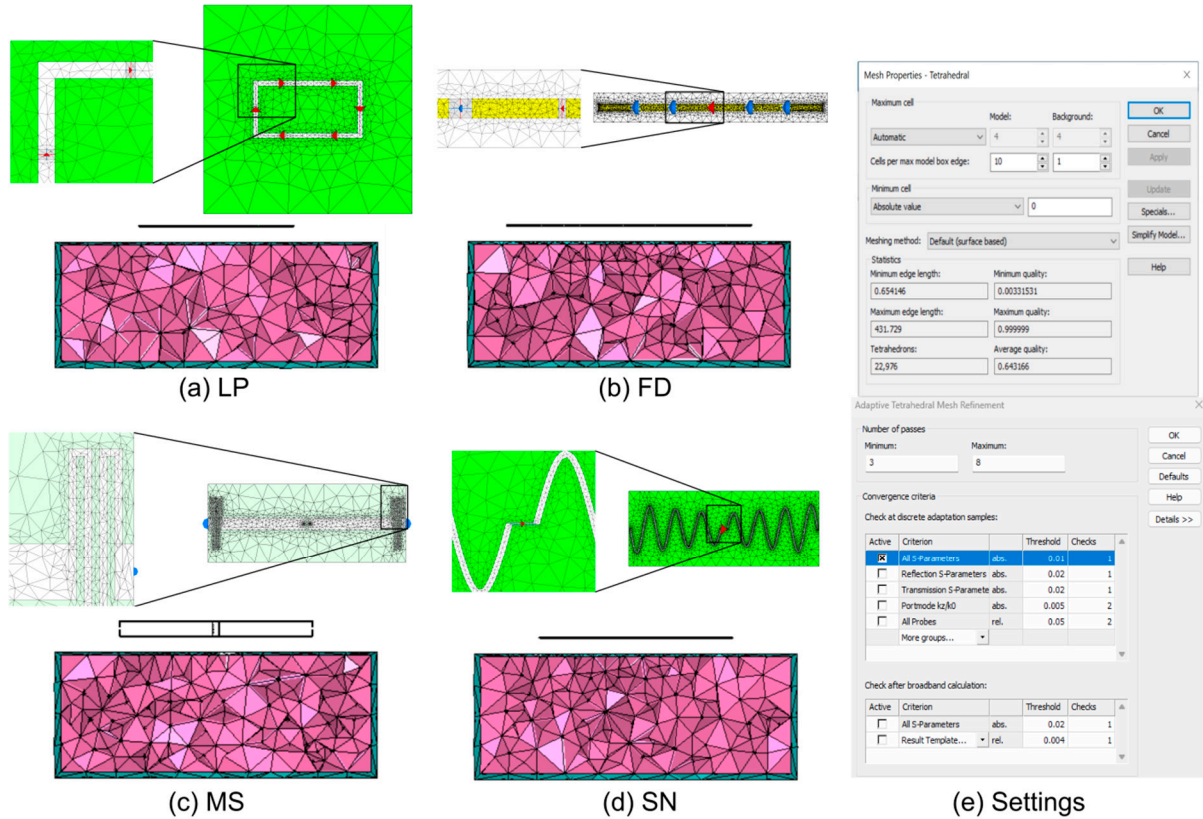 (a) LP
(b) FD
(c) MS
(d) SN
Mesh Properties - Tetrahedral
Maximum cell
Model: Background:
Automatic 4 4
Cells per max model box edge: 10 1
Minimum cell
Absolute value 0
Meshing method: Default (surface based)
Statistics
Minimum edge length: Minimum quality:
0.654146 0.00331531
Maximum edge length: Maximum quality:
431.729 0.999999
Tetrahedrons: Average quality:
22,976 0.643166
OK
Cancel
Apply
Update
Specials...
Simplify Model...
Help
Adaptive Tetrahedral Mesh Refinement
Number of passes
Minimum: Maximum:
3 8
Convergence criteria
Check at discrete adaptation samples:
Active Criterion Threshold Checks
All S-Parameters abs. 0.01 1
Reflection S-Parameters abs. 0.02 1
Transmission S-Paramete abs. 0.02 1
Portmode kz/k0 abs. 0.005 2
All Probes rel. 0.05 2
More groups...
Check after broadband calculation:
Active Criterion Threshold Checks
All S-Parameters abs. 0.02 1
Result Template... rel. 0.004 1
OK
Cancel
Defaults
Help
Details >>
(e) Settings